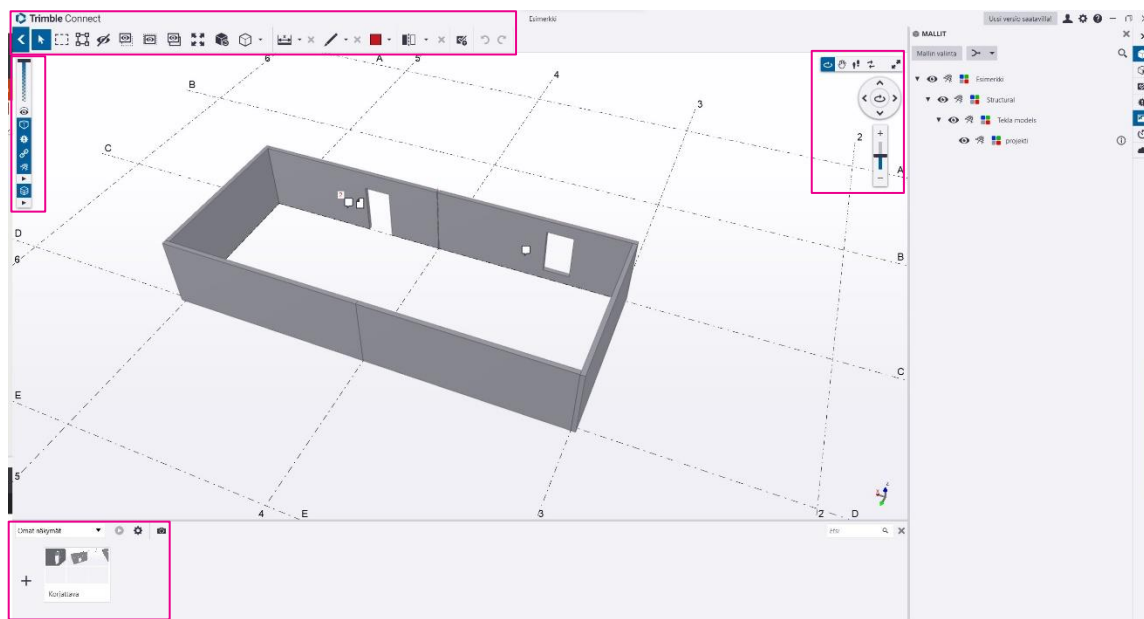 Trimble Connect
Esimerkki
Uusi versio saatavilla!
MALLIT
Mallin valinta
Esimerkki
Structural
Tekla models
projekti
6
A
5
4
3
2
B
C
A
D
6
B
C
E
5
4
E
3
2
D
?
Omat näkymät
Korjattava